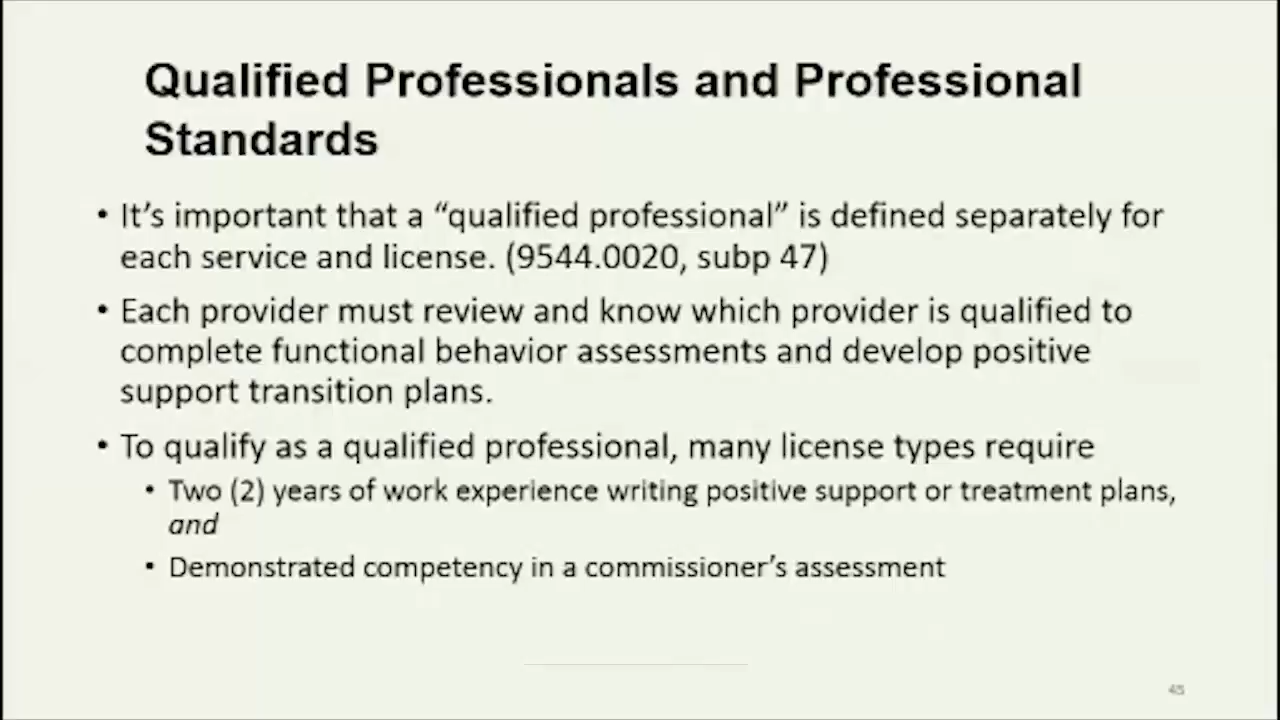 Qualified Professionals and Professional
Standards
• It’s important that a “qualified professional” is defined separately for
each service and license. (9544.0020, subp 47)
• Each provider must review and know which provider is qualified to
complete functional behavior assessments and develop positive
support transition plans.
• To qualify as a qualified professional, many license types require
• Two (2) years of work experience writing positive support or treatment plans,
and
• Demonstrated competency in a commissioner’s assessment